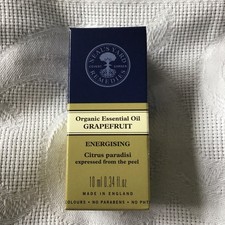 NEAL'S YARD
REMEDIES
Organic Essential Oil
GRAPEFRUIT
ENERGISING
Citrus paradisi
expressed from the peel
10 ml 0.34 fl oz
MADE IN ENGLAND
COLOURS • NO PARABENS • NO PHT